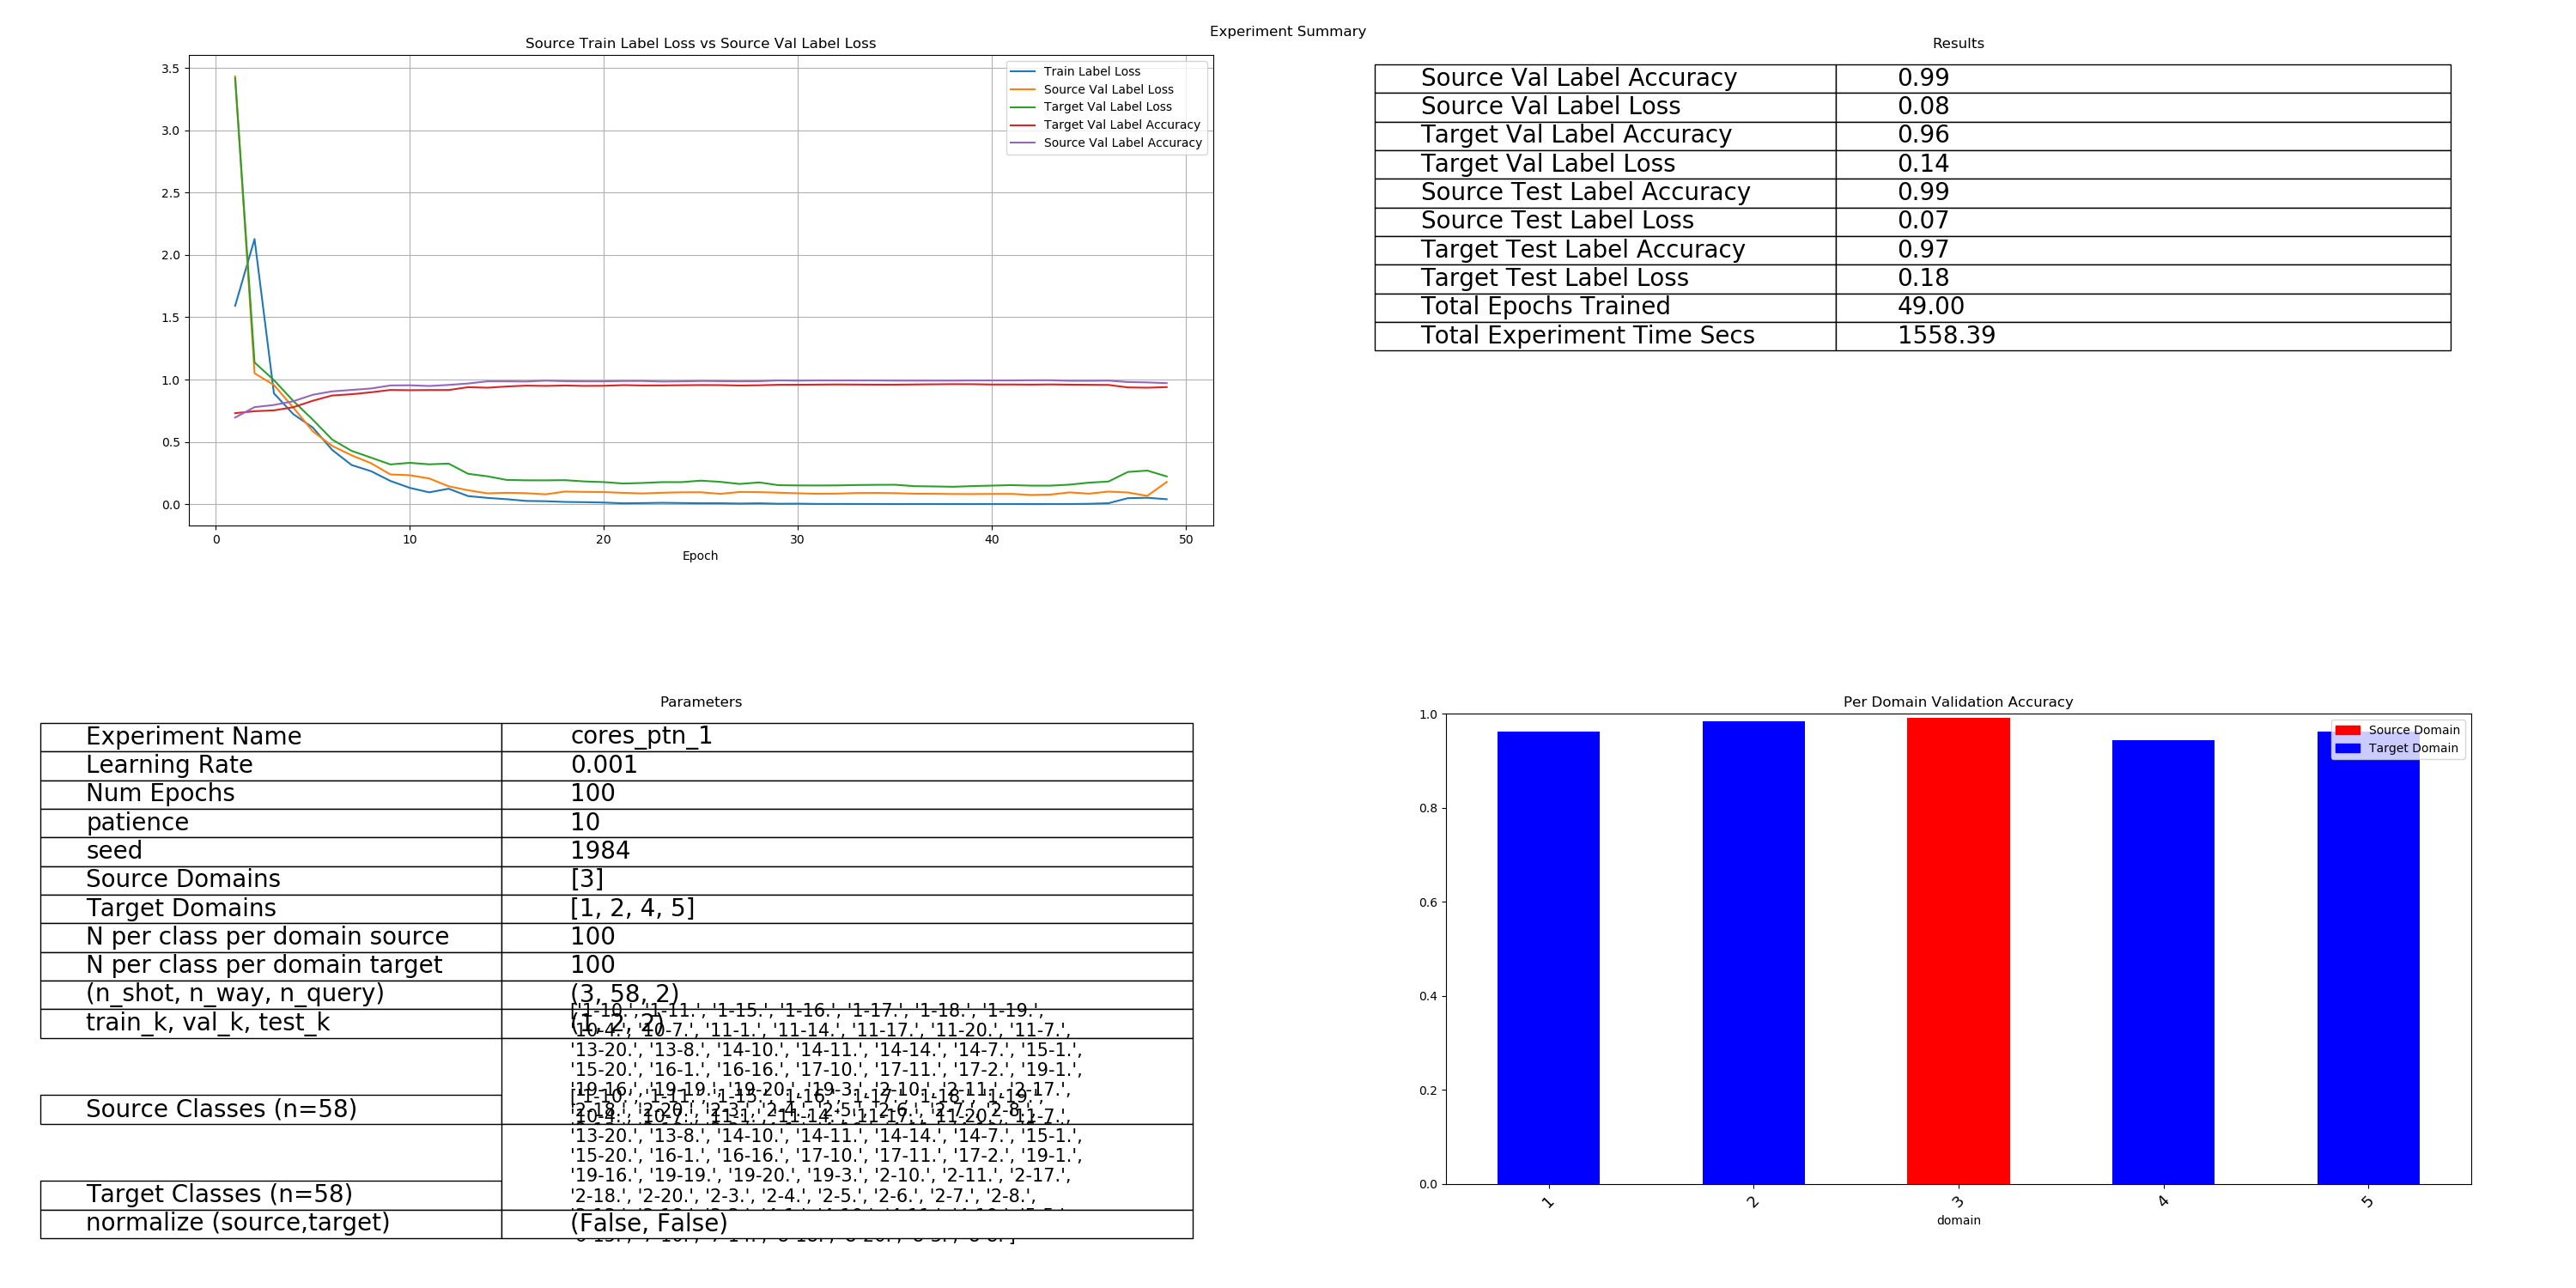 Experiment Summary
Source Train Label Loss vs Source Val Label Loss
3.5
3.0
2.5
2.0
1.5
1.0
0.5
0.0
0 10 20 30 40 50
Epoch
Train Label Loss
Source Val Label Loss
Target Val Label Loss
Target Val Label Accuracy
Source Val Label Accuracy
Results
Source Val Label Accuracy 0.99
Source Val Label Loss 0.08
Target Val Label Accuracy 0.96
Target Val Label Loss 0.14
Source Test Label Accuracy 0.99
Source Test Label Loss 0.07
Target Test Label Accuracy 0.97
Target Test Label Loss 0.18
Total Epochs Trained 49.00
Total Experiment Time Secs 1558.39
Parameters
Experiment Name cores_ptn_1
Learning Rate 0.001
Num Epochs 100
patience 10
seed 1984
Source Domains [3]
Target Domains [1, 2, 4, 5]
N per class per domain source 100
N per class per domain target 100
(n_shot, n_way, n_query) (3, 58, 2)
train_k, val_k, test_k (1, 2, 2)
['1-10.', '1-11.', '1-15.', '1-16.', '1-17.', '1-18.', '1-19.',
'10-4.', '10-7.', '11-1.', '11-14.', '11-17.', '11-20.', '11-7.',
'13-20.', '13-8.', '14-10.', '14-11.', '14-14.', '14-7.', '15-1.',
'15-20.', '16-1.', '16-16.', '17-10.', '17-11.', '17-2.', '19-1.',
'19-16.', '19-19.', '19-20.', '19-3.', '2-10.', '2-11.', '2-17.',
'2-18.', '2-20.', '2-3.', '2-4.', '2-5.', '2-6.', '2-7.', '2-8.',
Source Classes (n=58)
['1-10.', '1-11.', '1-15.', '1-16.', '1-17.', '1-18.', '1-19.',
'10-4.', '10-7.', '11-1.', '11-14.', '11-17.', '11-20.', '11-7.',
'13-20.', '13-8.', '14-10.', '14-11.', '14-14.', '14-7.', '15-1.',
'15-20.', '16-1.', '16-16.', '17-10.', '17-11.', '17-2.', '19-1.',
'19-16.', '19-19.', '19-20.', '19-3.', '2-10.', '2-11.', '2-17.',
'2-18.', '2-20.', '2-3.', '2-4.', '2-5.', '2-6.', '2-7.', '2-8.',
Target Classes (n=58)
normalize (source,target) (False, False)
Per Domain Validation Accuracy
1.0
0.8
0.6
0.4
0.2
0.0
1 2 3 4 5
domain
Source Domain
Target Domain